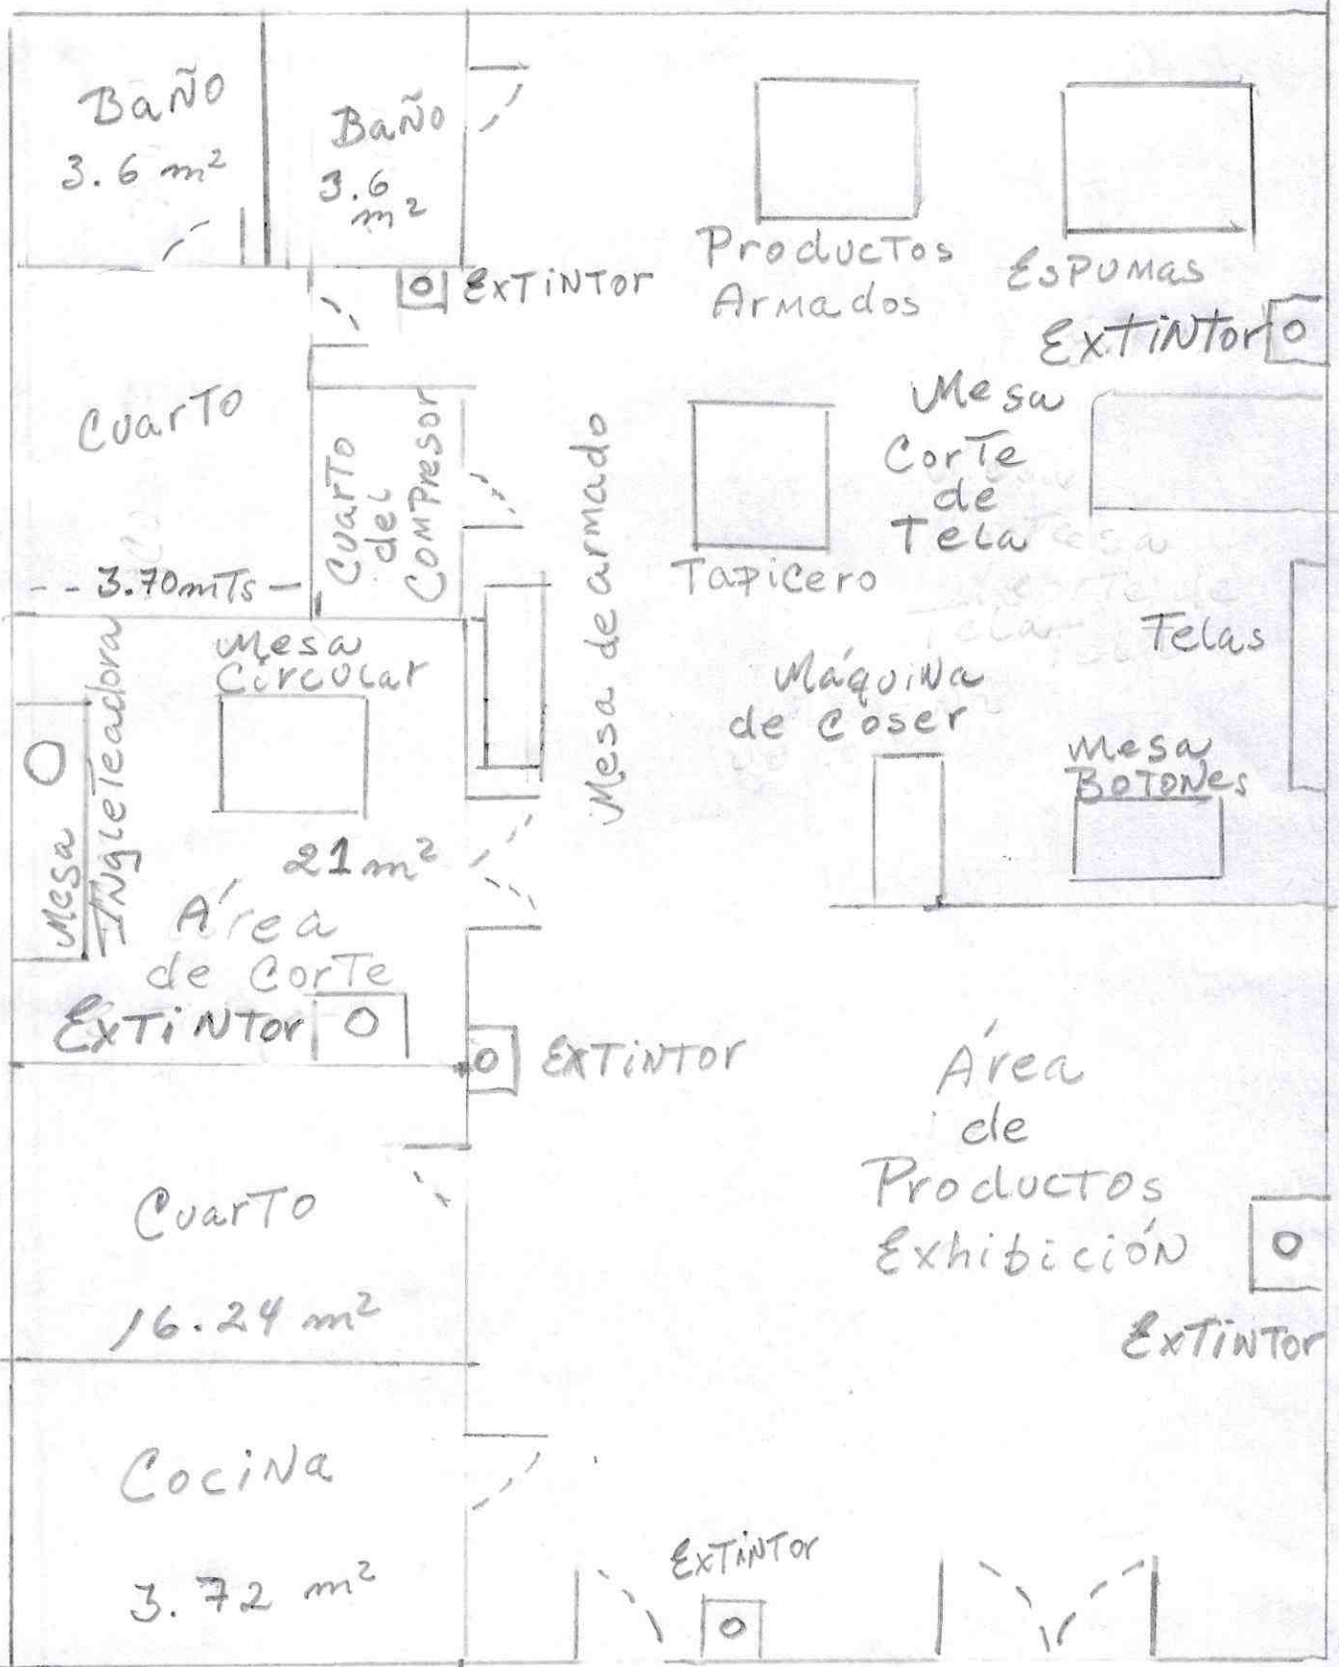 Baño
3.6 m²
Baño
3.6
m²
Extintor
Productos
Armados
Espumas
Extintor
Cuarto
3.70mts
Cuarto
del
Compresor
Mesa de armado
Tapicero
Mesa
Corte
de
Tela
Telas
Mesa
Circular
Máquina
de Coser
Mesa
Botones
Mesa
Ingleteadora
21 m²
Área
de Corte
Extintor
Extintor
Área
de
Productos
Exhibición
Extintor
Cuarto
16.24 m²
Cocina
3.72 m²
Extintor